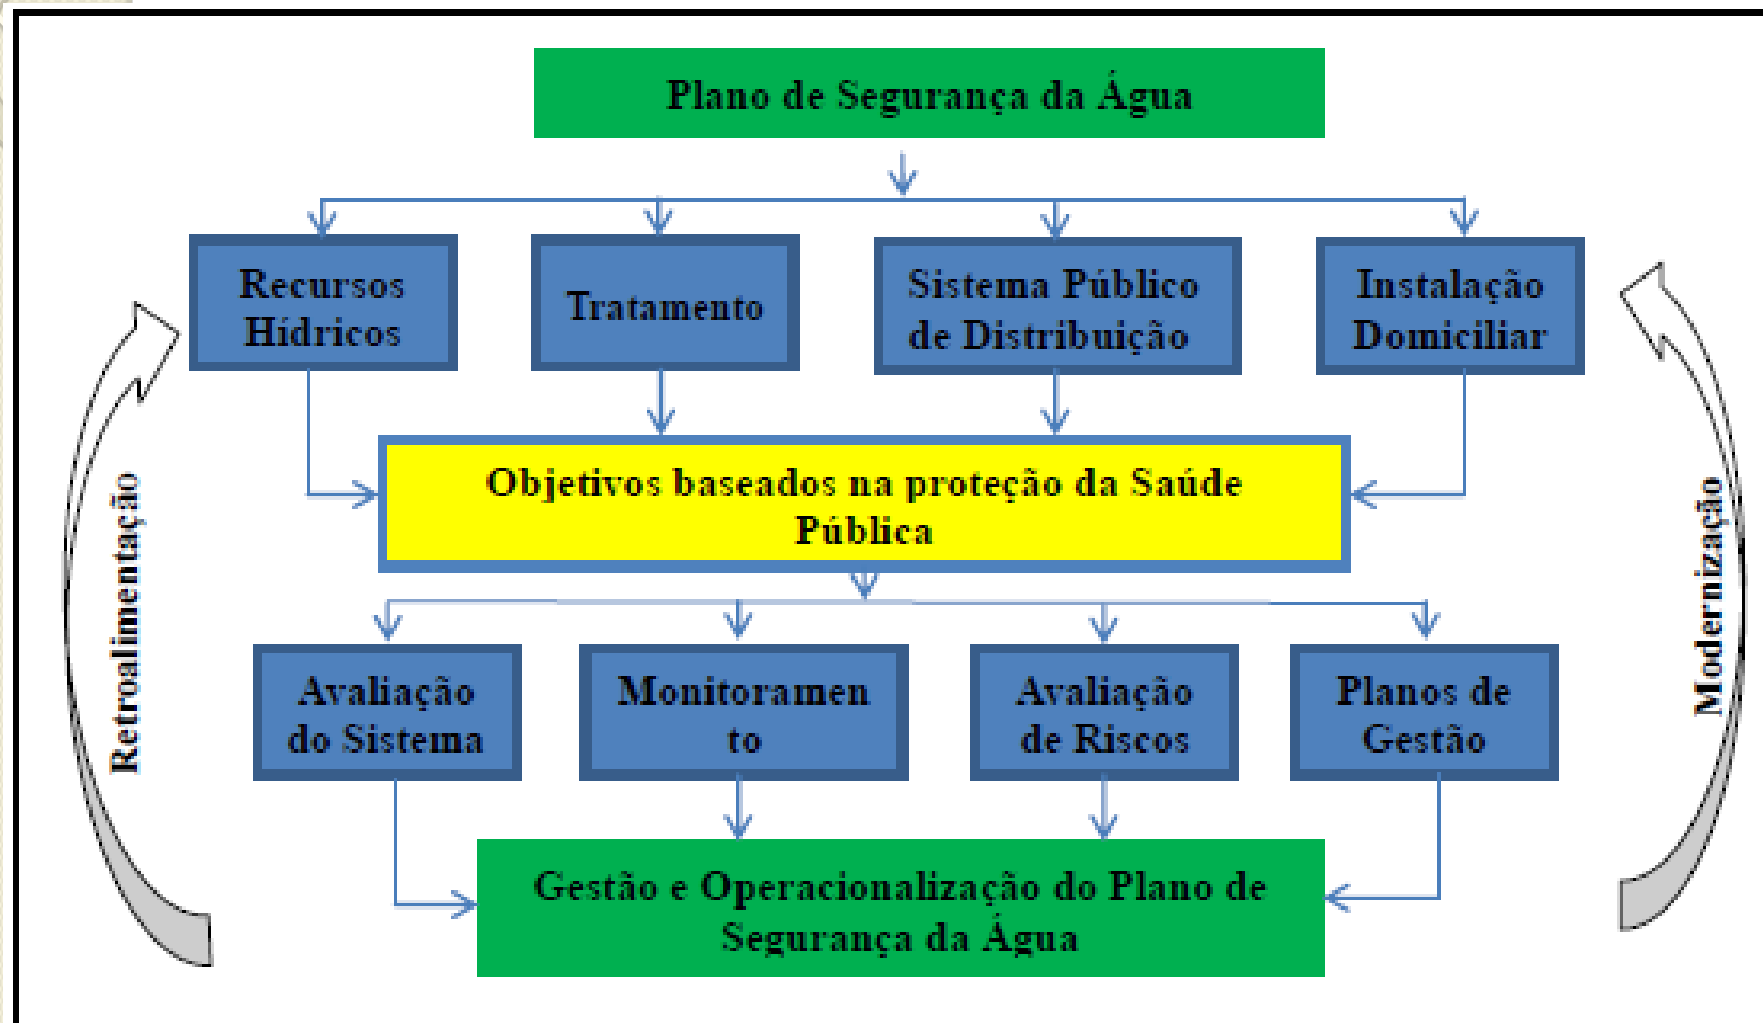 Plano de Segurança da Água
Recursos
Hídricos
Tratamento
Sistema Público
de Distribuição
Instalação
Domiciliar
Objetivos baseados na proteção da Saúde
Pública
Retroalimentação
Modernização
Avaliação
do Sistema
Monitoramen
to
Avaliação
de Riscos
Planos de
Gestão
Gestão e Operacionalização do Plano de
Segurança da Água